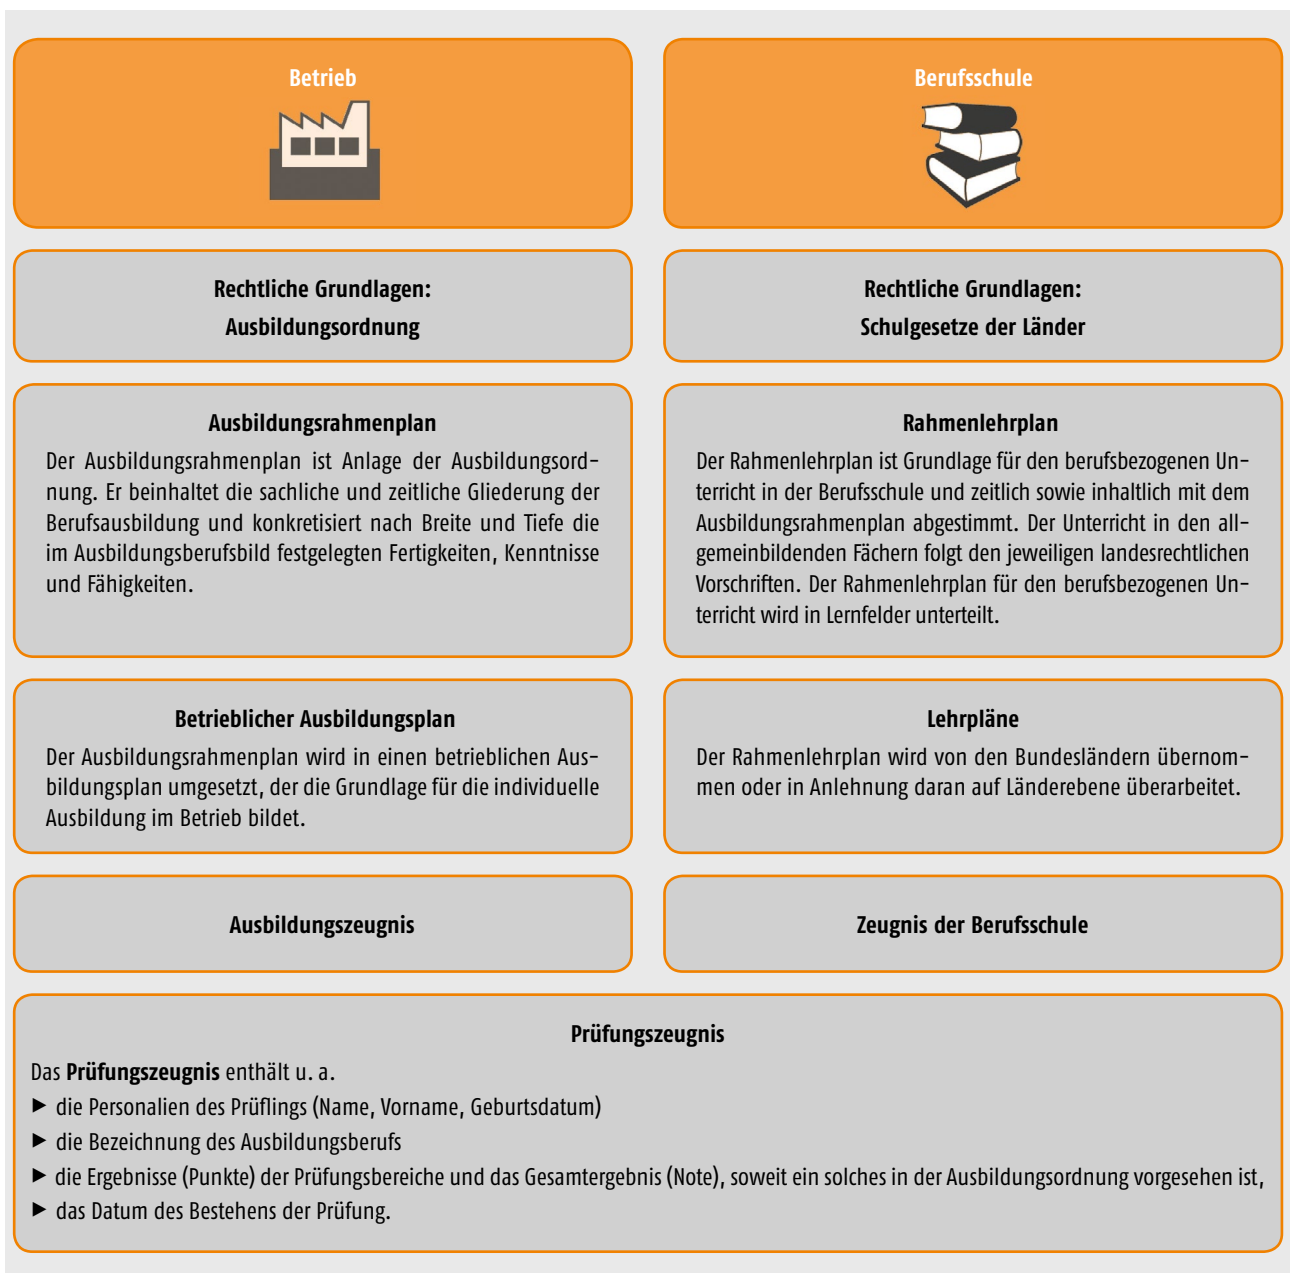 Betrieb
Berufsschule
Rechtliche Grundlagen:
Ausbildungsordnung
Rechtliche Grundlagen:
Schulgesetze der Länder
Ausbildungsrahmenplan
Der Ausbildungsrahmenplan ist Anlage der Ausbildungsord-
nung. Er beinhaltet die sachliche und zeitliche Gliederung der
Berufsausbildung und konkretisiert nach Breite und Tiefe die
im Ausbildungsberufsbild festgelegten Fertigkeiten, Kenntnisse
und Fähigkeiten.
Rahmenlehrplan
Der Rahmenlehrplan ist Grundlage für den berufsbezogenen Un-
terricht in der Berufsschule und zeitlich sowie inhaltlich mit dem
Ausbildungsrahmenplan abgestimmt. Der Unterricht in den all-
gemeinbildenden Fächern folgt den jeweiligen landesrechtlichen
Vorschriften. Der Rahmenlehrplan für den berufsbezogenen Un-
terricht wird in Lernfelder unterteilt.
Betrieblicher Ausbildungsplan
Der Ausbildungsrahmenplan wird in einen betrieblichen Aus-
bildungsplan umgesetzt, der die Grundlage für die individuelle
Ausbildung im Betrieb bildet.
Lehrpläne
Der Rahmenlehrplan wird von den Bundesländern übernom-
men oder in Anlehnung daran auf Länderebene überarbeitet.
Ausbildungszeugnis
Zeugnis der Berufsschule
Prüfungszeugnis
Das Prüfungszeugnis enthält u. a.
► die Personalien des Prüflings (Name, Vorname, Geburtsdatum)
► die Bezeichnung des Ausbildungsberufs
► die Ergebnisse (Punkte) der Prüfungsbereiche und das Gesamtergebnis (Note), soweit ein solches in der Ausbildungsordnung vorgesehen ist,
► das Datum des Bestehens der Prüfung.